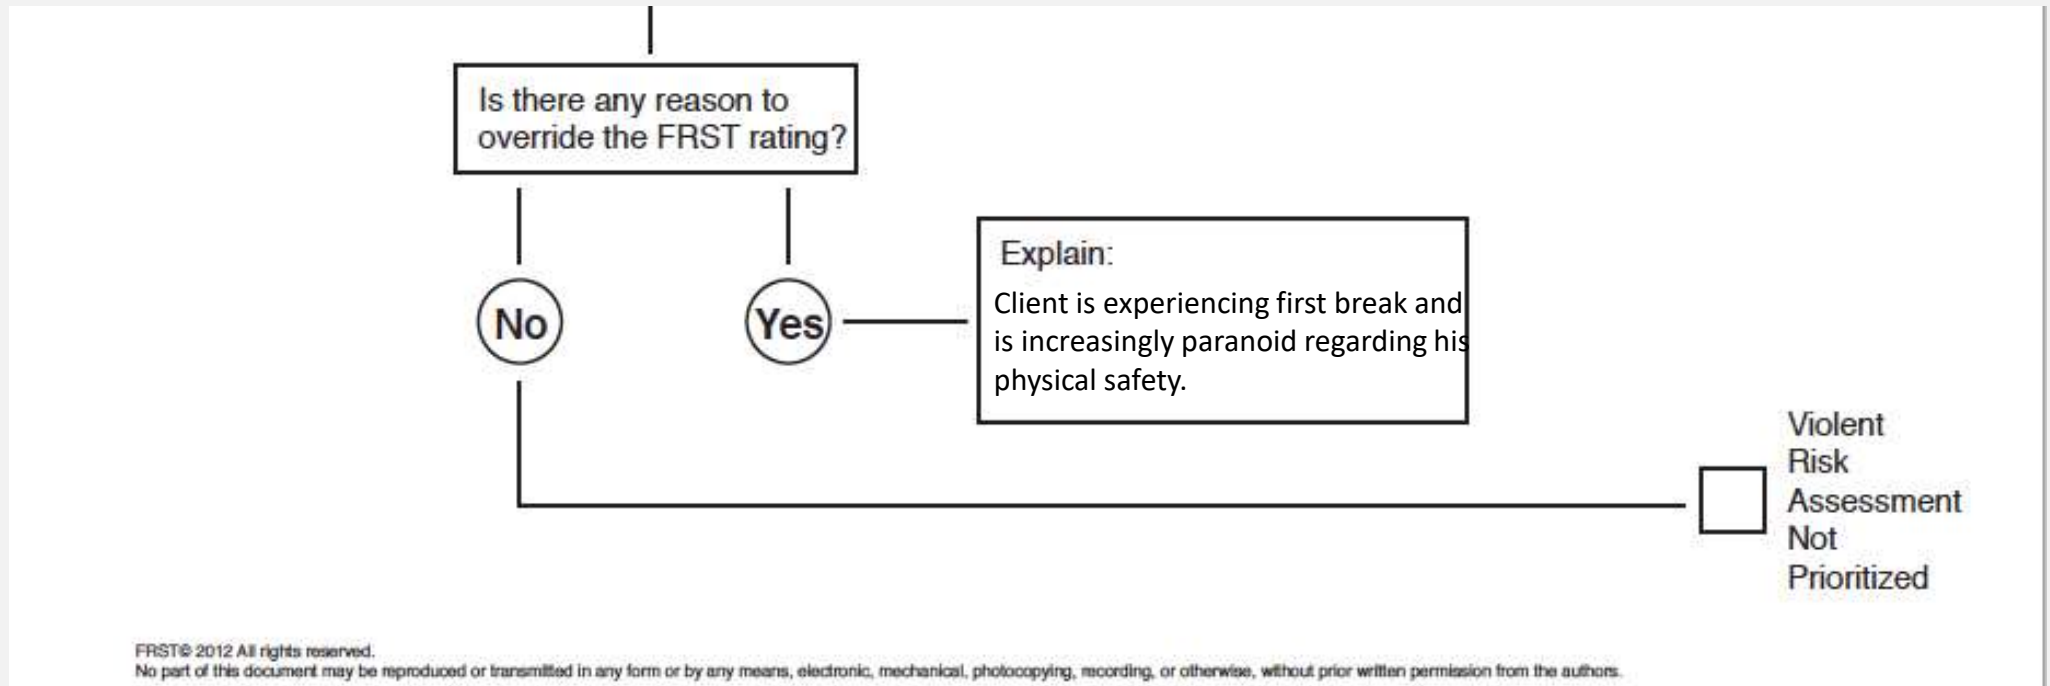 Is there any reason to
override the FRST rating?
No
Yes
Explain:
Client is experiencing first break and
is increasingly paranoid regarding his
physical safety.
Violent
Risk
Assessment
Not
Prioritized
FRST© 2012 All rights reserved.
No part of this document may be reproduced or transmitted in any form or by any means, electronic, mechanical, photocopying, recording, or otherwise, without prior written permission from the authors.